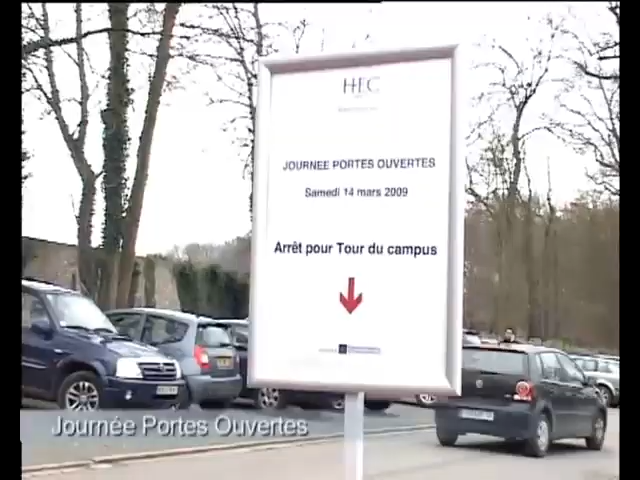 HEC
JOURNEE PORTES OUVERTES
Samedi 14 mars 2009
Arrêt pour Tour du campus
Journée Portes Ouvertes